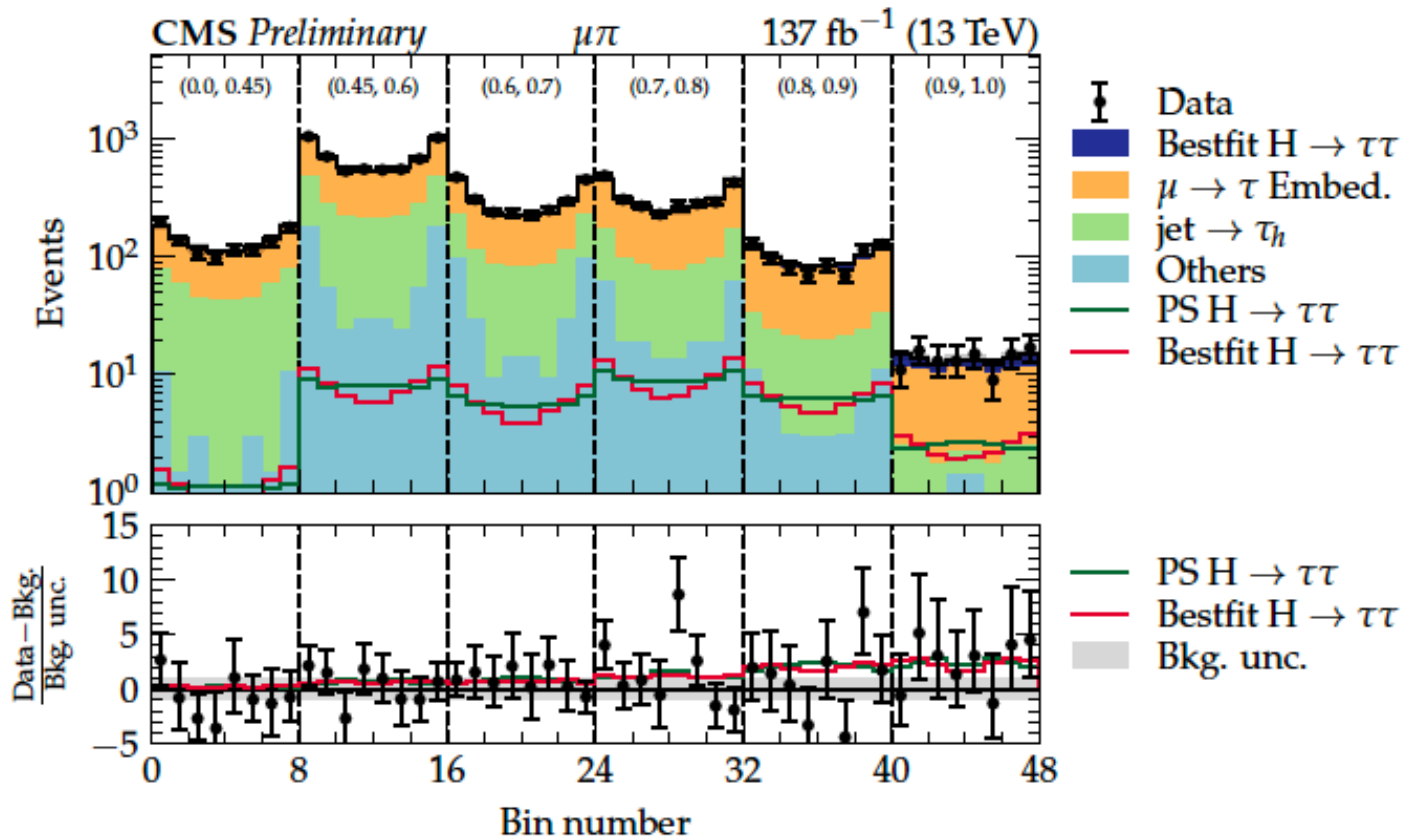 CMS Preliminary μπ 137 fb⁻¹ (13 TeV)
(0.0, 0.45) (0.45, 0.6) (0.6, 0.7) (0.7, 0.8) (0.8, 0.9) (0.9, 1.0)
10³
10²
10¹
10⁰
Events
Data
Bestfit H → ττ
μ → τ Embed.
jet → τₕ
Others
PS H → ττ
Bestfit H → ττ
15
10
5
0
−5
Data−Bkg.
Bkg. unc.
PS H → ττ
Bestfit H → ττ
Bkg. unc.
0 8 16 24 32 40 48
Bin number